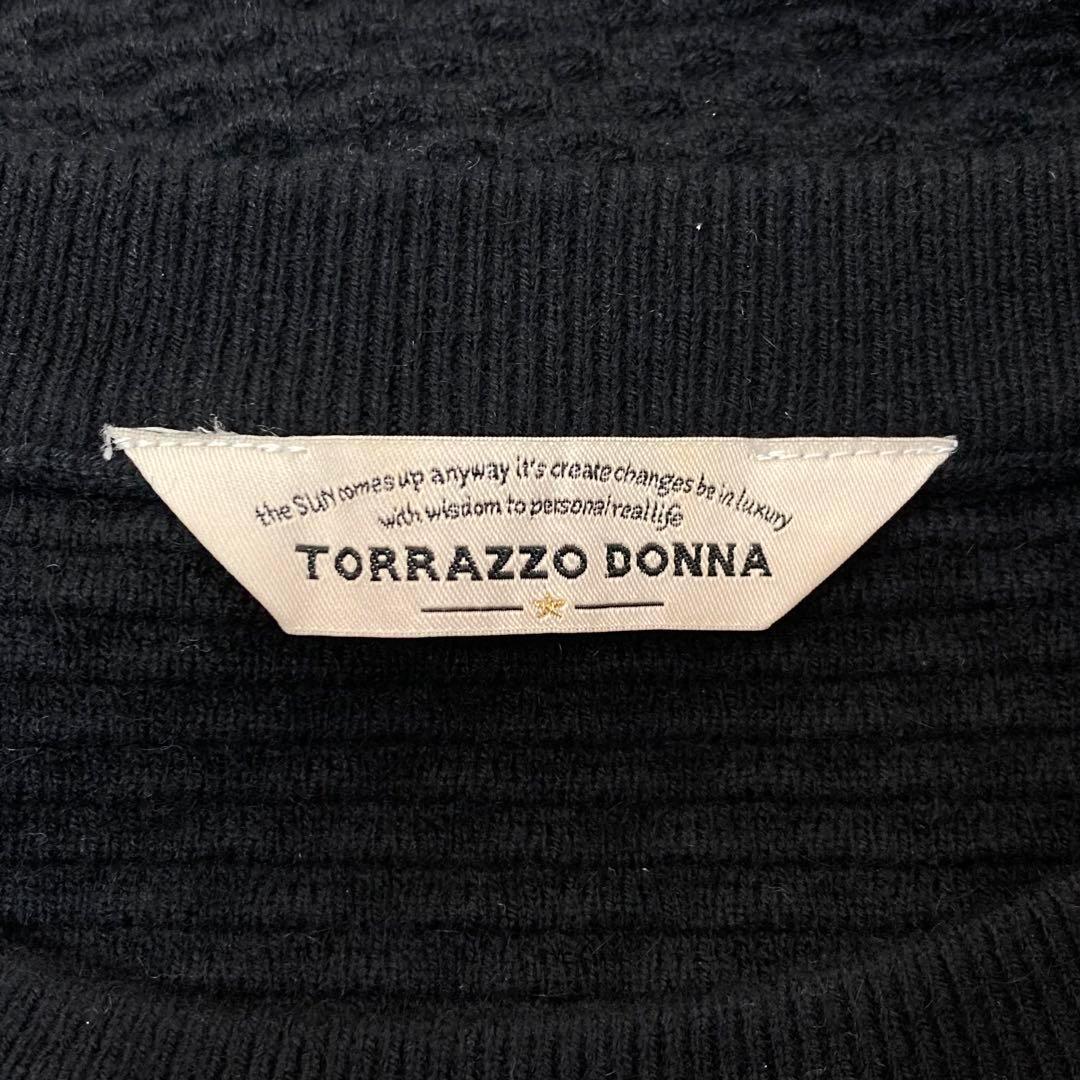 the SUN comes up anyway it's create changes be in luxury
with wisdom to personal real life
TORRAZZO DONNA